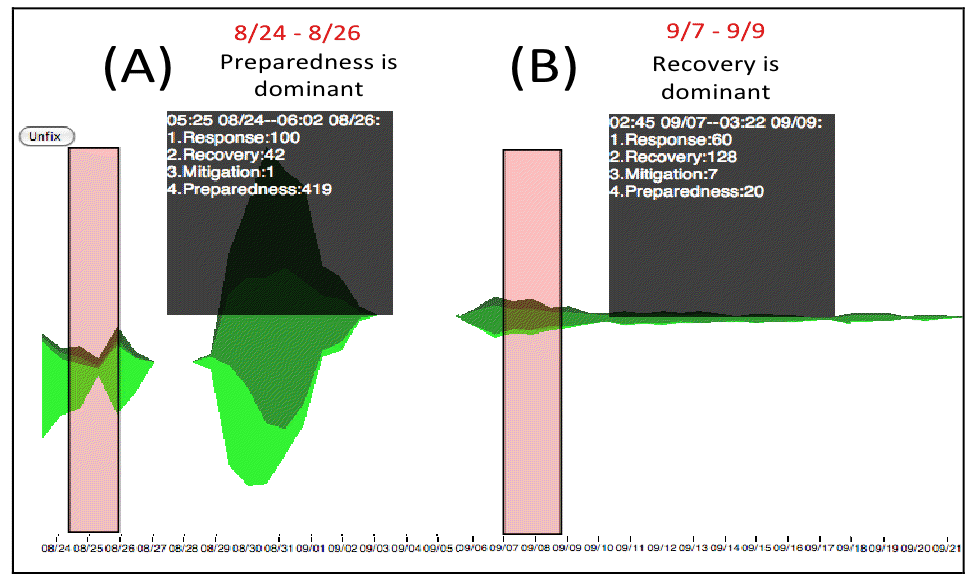 8/24 - 8/26
(A)
Preparedness is
dominant
9/7 - 9/9
(B)
Recovery is
dominant
Unfix
05:25 08/24--06:02 08/26:
1.Response:100
2.Recovery:42
3.Mitigation:1
4.Preparedness:419
02:45 09/07--03:22 09/09:
1.Response:60
2.Recovery:128
3.Mitigation:7
4.Preparedness:20
08/24 08/25 08/26 08/27 08/28 08/29 08/30 08/31 09/01 09/02 09/03 09/04 09/05 09/06 09/07 09/08 09/09 09/10 09/11 09/12 09/13 09/14 09/15 09/16 09/17 09/18 09/19 09/20 09/21